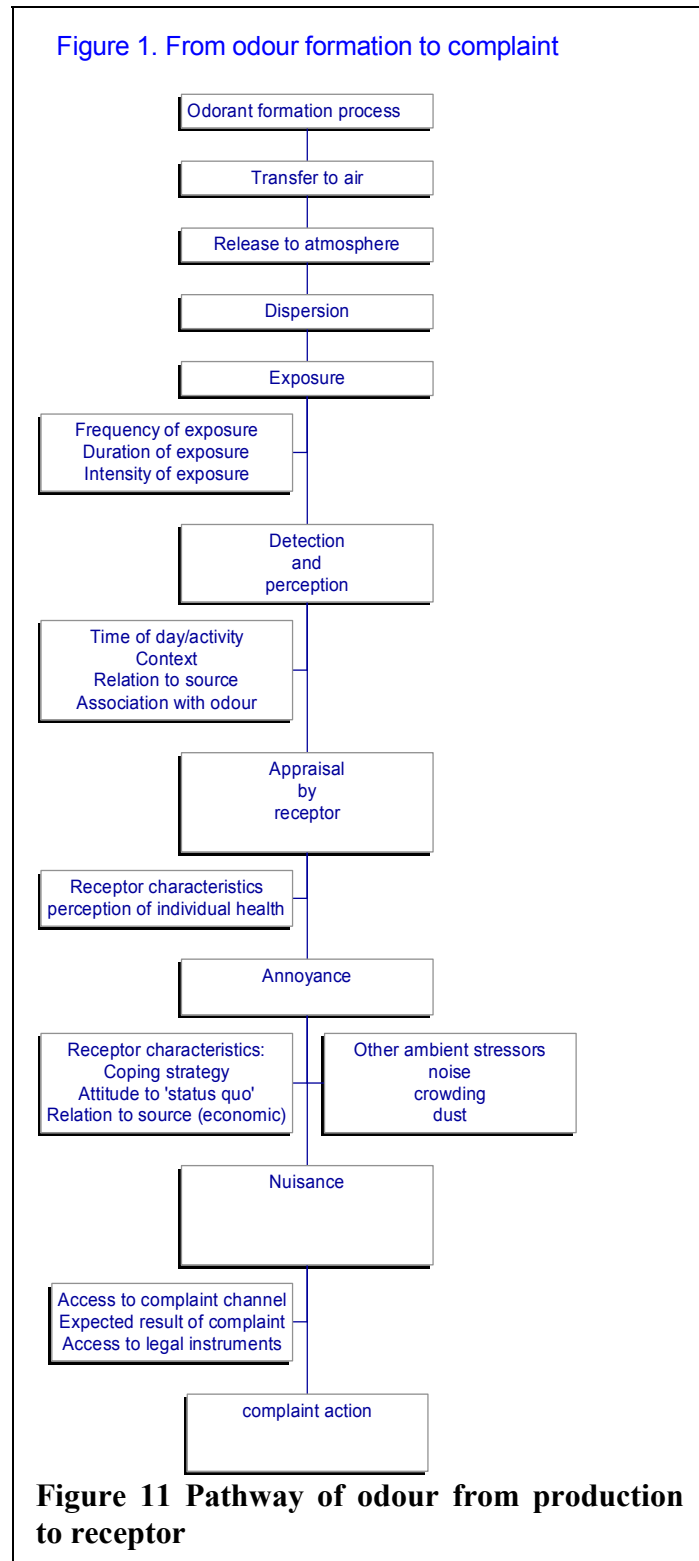 Figure 1. From odour formation to complaint
Odorant formation process
Transfer to air
Release to atmosphere
Dispersion
Exposure
Frequency of exposure
Duration of exposure
Intensity of exposure
Detection
and
perception
Time of day/activity
Context
Relation to source
Association with odour
Appraisal
by
receptor
Receptor characteristics
perception of individual health
Annoyance
Receptor characteristics:
Coping strategy
Attitude to 'status quo'
Relation to source (economic)
Other ambient stressors
noise
crowding
dust
Nuisance
Access to complaint channel
Expected result of complaint
Access to legal instruments
complaint action
Figure 11 Pathway of odour from production
to receptor